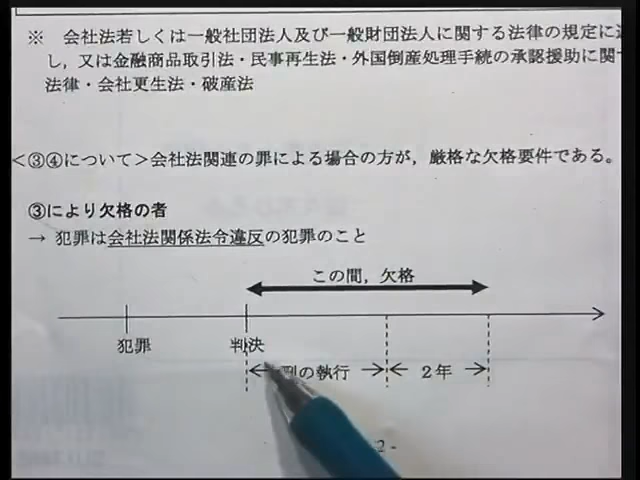 ※ 会社法若しくは一般社団法人及び一般財団法人に関する法律の規定に
し，又は金融商品取引法・民事再生法・外国倒産処理手続の承認援助に関
法律・会社更生法・破産法
＜③④について＞会社法関連の罪による場合の方が，厳格な欠格要件である。
③により欠格の者
→ 犯罪は会社法関係法令違反の犯罪のこと
この間，欠格
犯罪
判決
刑の執行
２年
2 -